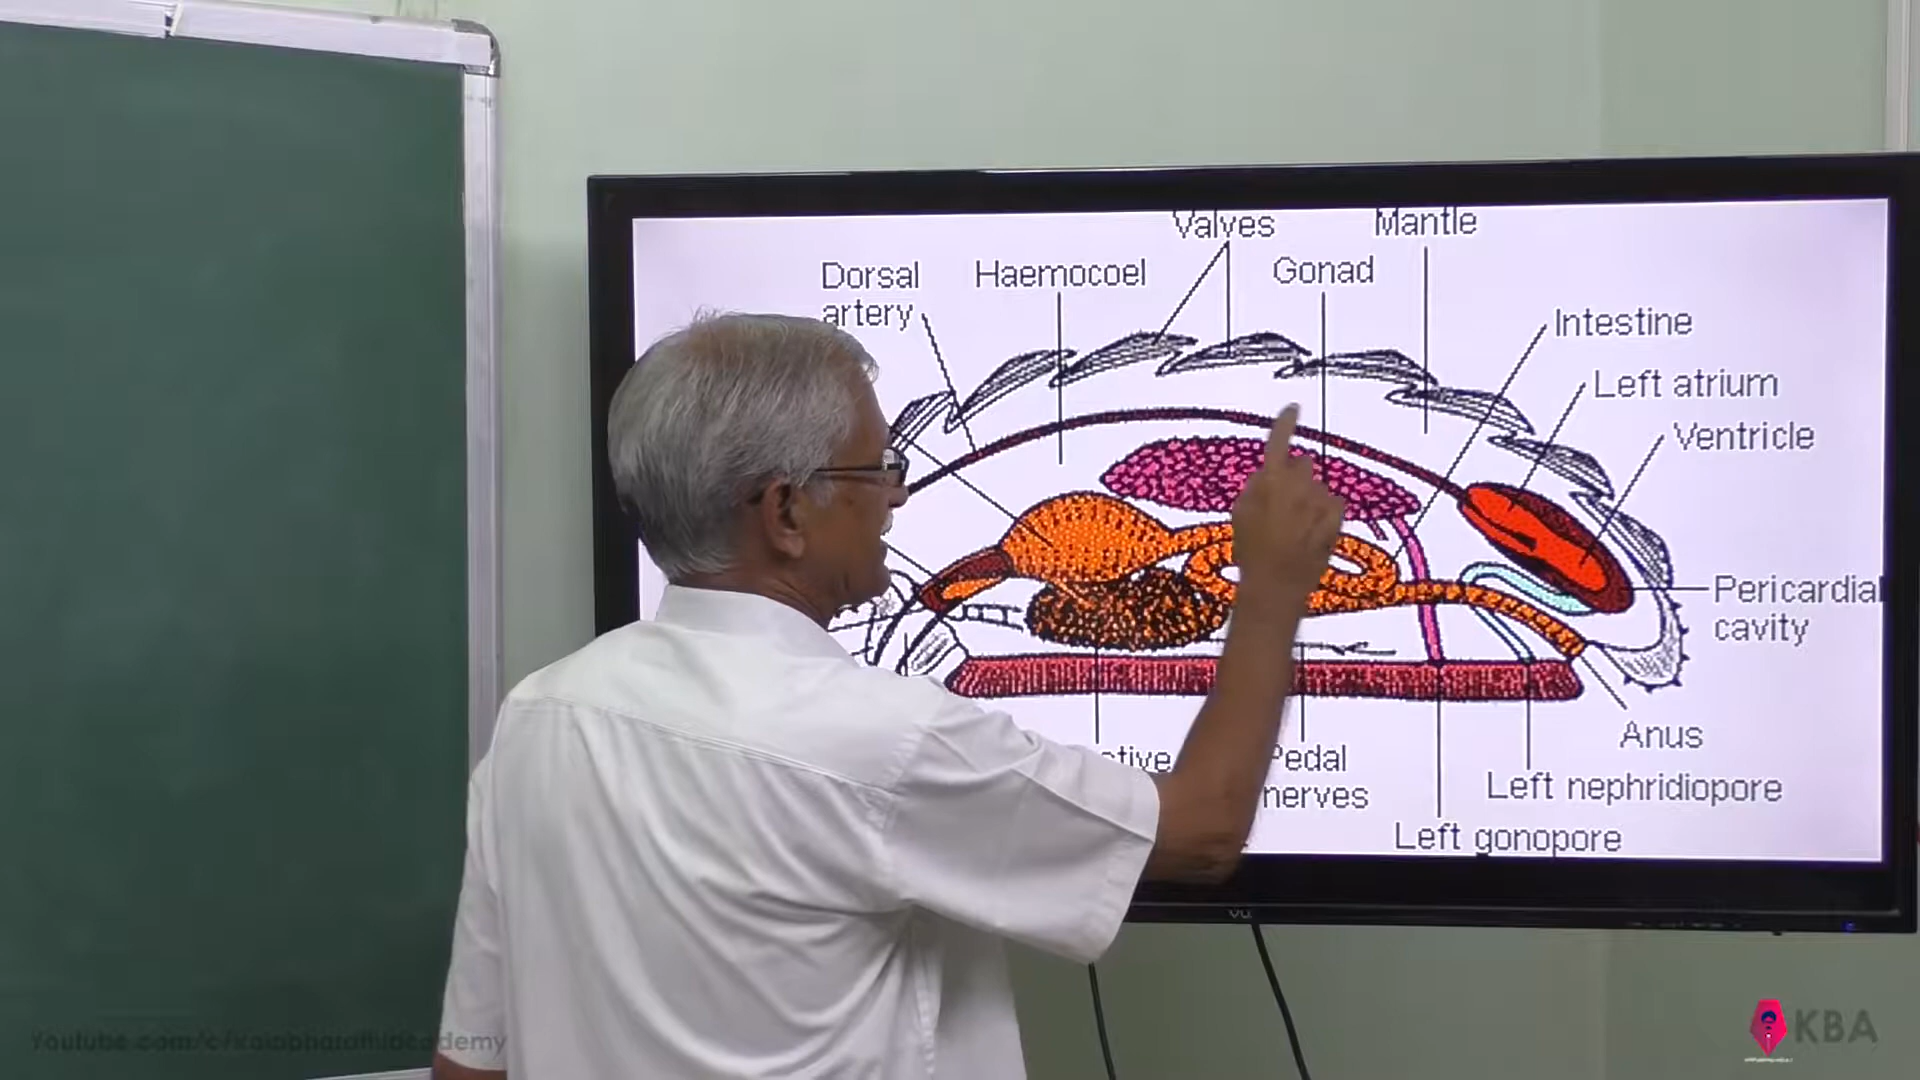 Valves
Mantle
Dorsal
artery
Haemocoel
Gonad
Intestine
Left atrium
Ventricle
Pericardial
cavity
Anus
Pedal
nerves
Left nephridiopore
Left gonopore
VU
KBA